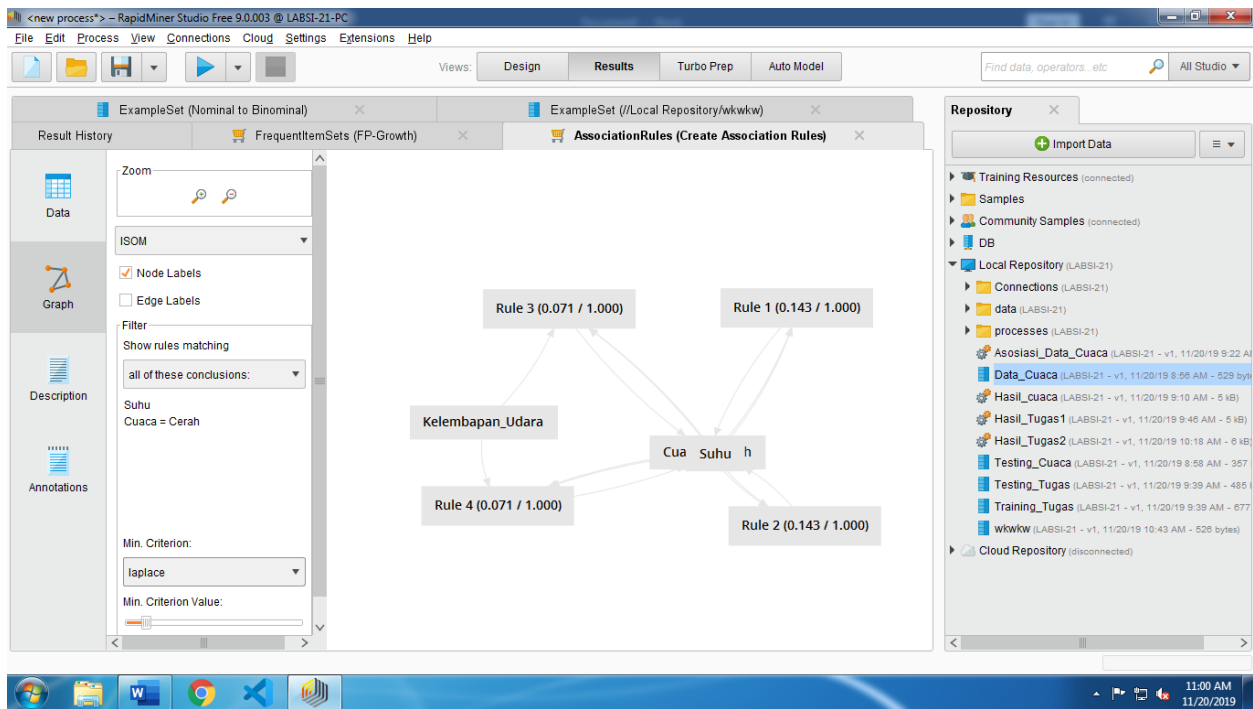 <new process*> – RapidMiner Studio Free 9.0.003 @ LABSI-21-PC
File Edit Process View Connections Cloud Settings Extensions Help
Views: Design Results Turbo Prep Auto Model
Find data, operators...etc
All Studio
ExampleSet (Nominal to Binominal)
ExampleSet (//Local Repository/wkwkw)
Result History
FrequentItemSets (FP-Growth)
AssociationRules (Create Association Rules)
Data
Graph
Description
Annotations
Zoom
ISOM
Node Labels
Edge Labels
Filter
Show rules matching
all of these conclusions:
Suhu
Cuaca = Cerah
Min. Criterion:
laplace
Min. Criterion Value:
Rule 3 (0.071 / 1.000)
Rule 1 (0.143 / 1.000)
Kelembapan_Udara
Cua Suhu h
Rule 4 (0.071 / 1.000)
Rule 2 (0.143 / 1.000)
Repository
Import Data
Training Resources (connected)
Samples
Community Samples (connected)
DB
Local Repository (LABSI-21)
Connections (LABSI-21)
data (LABSI-21)
processes (LABSI-21)
Asosiasi_Data_Cuaca (LABSI-21 - v1, 11/20/19 9:22 A
Data_Cuaca (LABSI-21 - v1, 11/20/19 8:56 AM - 529 byt
Hasil_cuaca (LABSI-21 - v1, 11/20/19 9:10 AM - 5 kB)
Hasil_Tugas1 (LABSI-21 - v1, 11/20/19 9:46 AM - 5 kB)
Hasil_Tugas2 (LABSI-21 - v1, 11/20/19 10:18 AM - 6 kB)
Testing_Cuaca (LABSI-21 - v1, 11/20/19 8:58 AM - 357
Testing_Tugas (LABSI-21 - v1, 11/20/19 9:39 AM - 485
Training_Tugas (LABSI-21 - v1, 11/20/19 9:39 AM - 677
wkwkw (LABSI-21 - v1, 11/20/19 10:43 AM - 526 bytes)
Cloud Repository (disconnected)
11:00 AM
11/20/2019